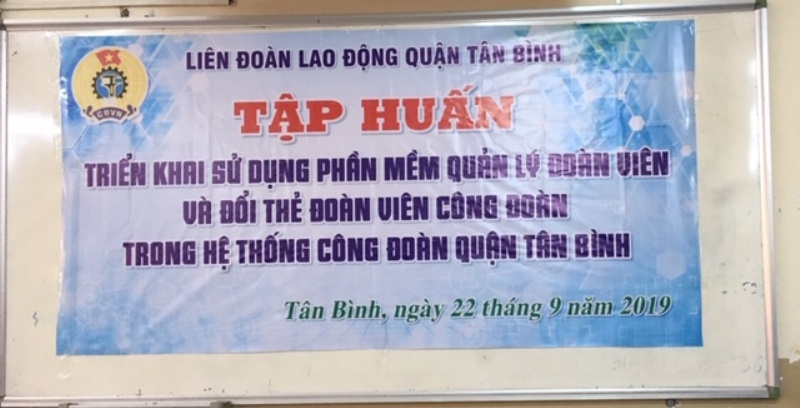 LIÊN ĐOÀN LAO ĐỘNG QUẬN TÂN BÌNH
CĐVN
TẬP HUẤN
TRIỂN KHAI SỬ DỤNG PHẦN MỀM QUẢN LÝ ĐOÀN VIÊN
VÀ ĐỔI THẺ ĐOÀN VIÊN CÔNG ĐOÀN
TRONG HỆ THỐNG CÔNG ĐOÀN QUẬN TÂN BÌNH
Tân Bình, ngày 22 tháng 9 năm 2019